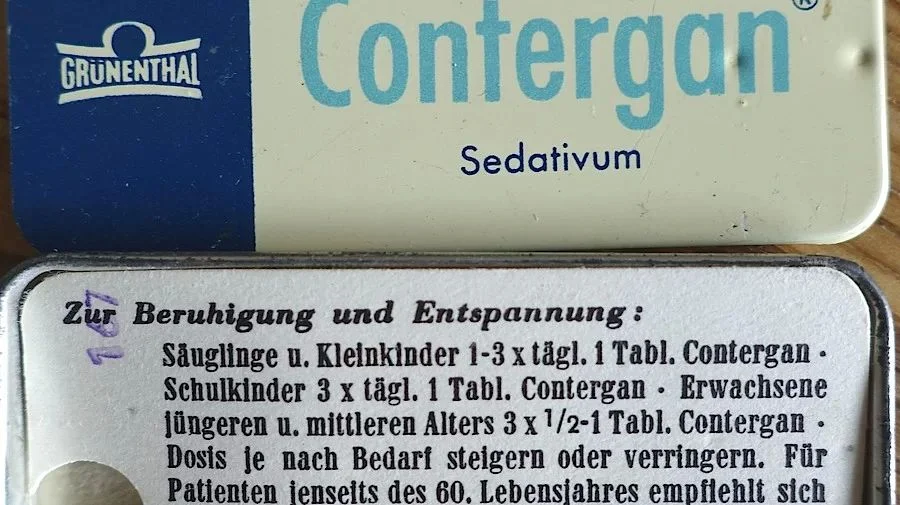 GRÜNENTHAL
Contergan®
Sedativum
167
Zur Beruhigung und Entspannung:
Säuglinge u. Kleinkinder 1-3 x tägl. 1 Tabl. Contergan ·
Schulkinder 3 x tägl. 1 Tabl. Contergan · Erwachsene
jüngeren u. mittleren Alters 3 x 1/2-1 Tabl. Contergan ·
Dosis je nach Bedarf steigern oder verringern. Für
Patienten jenseits des 60. Lebensjahres empfiehlt sich